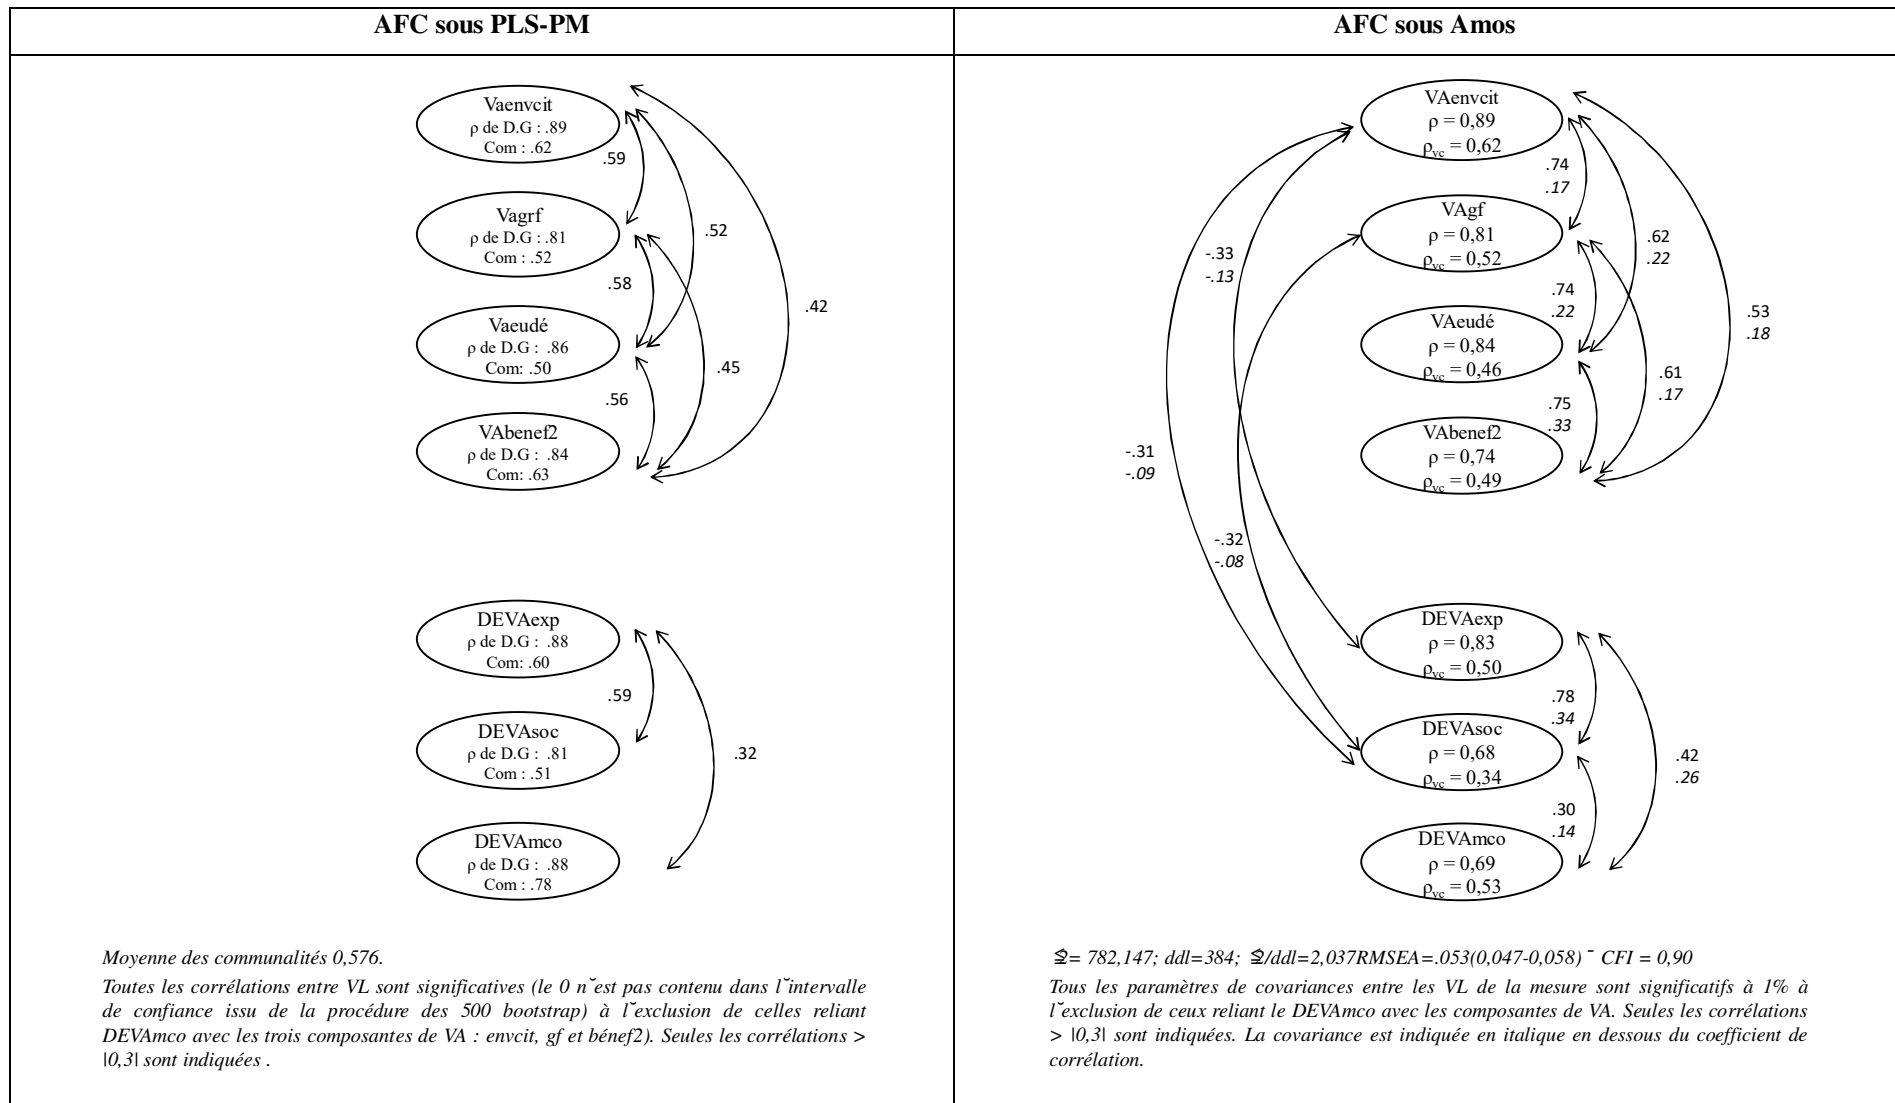 AFC sous PLS-PM
Vaenvcit
ρ de D.G : .89
Com : .62
.59
Vagrf
ρ de D.G : .81
Com : .52
.52
.58
.42
Vaeudé
ρ de D.G : .86
Com: .50
.45
.56
VAbenef2
ρ de D.G : .84
Com: .63
DEVAexp
ρ de D.G : .88
Com: .60
.59
DEVAsoc
ρ de D.G : .81
Com : .51
.32
DEVAmco
ρ de D.G : .88
Com : .78
Moyenne des communalités 0,576.
Toutes les corrélations entre VL sont significatives (le 0 n˘est pas contenu dans l˘intervalle
de confiance issu de la procédure des 500 bootstrap) à l˘exclusion de celles reliant
DEVAmco avec les trois composantes de VA : envcit, gf et bénef2). Seules les corrélations >
|0,3| sont indiquées .
AFC sous Amos
VAenvcit
ρ = 0,89
ρvc = 0,62
.74
.17
VAgf
ρ = 0,81
ρvc = 0,52
-.33
-.13
.62
.22
.74
.22
.53
.18
VAeudé
ρ = 0,84
ρvc = 0,46
.61
.17
.75
.33
VAbenef2
ρ = 0,74
ρvc = 0,49
-.31
-.09
-.32
-.08
DEVAexp
ρ = 0,83
ρvc = 0,50
.78
.34
DEVAsoc
ρ = 0,68
ρvc = 0,34
.42
.26
.30
.14
DEVAmco
ρ = 0,69
ρvc = 0,53
2= 782,147; ddl=384; 2/ddl=2,037RMSEA=.053(0,047-0,058) ¯ CFI = 0,90
Tous les paramètres de covariances entre les VL de la mesure sont significatifs à 1% à
l˘exclusion de ceux reliant le DEVAmco avec les composantes de VA. Seules les corrélations
> |0,3| sont indiquées. La covariance est indiquée en italique en dessous du coefficient de
corrélation.